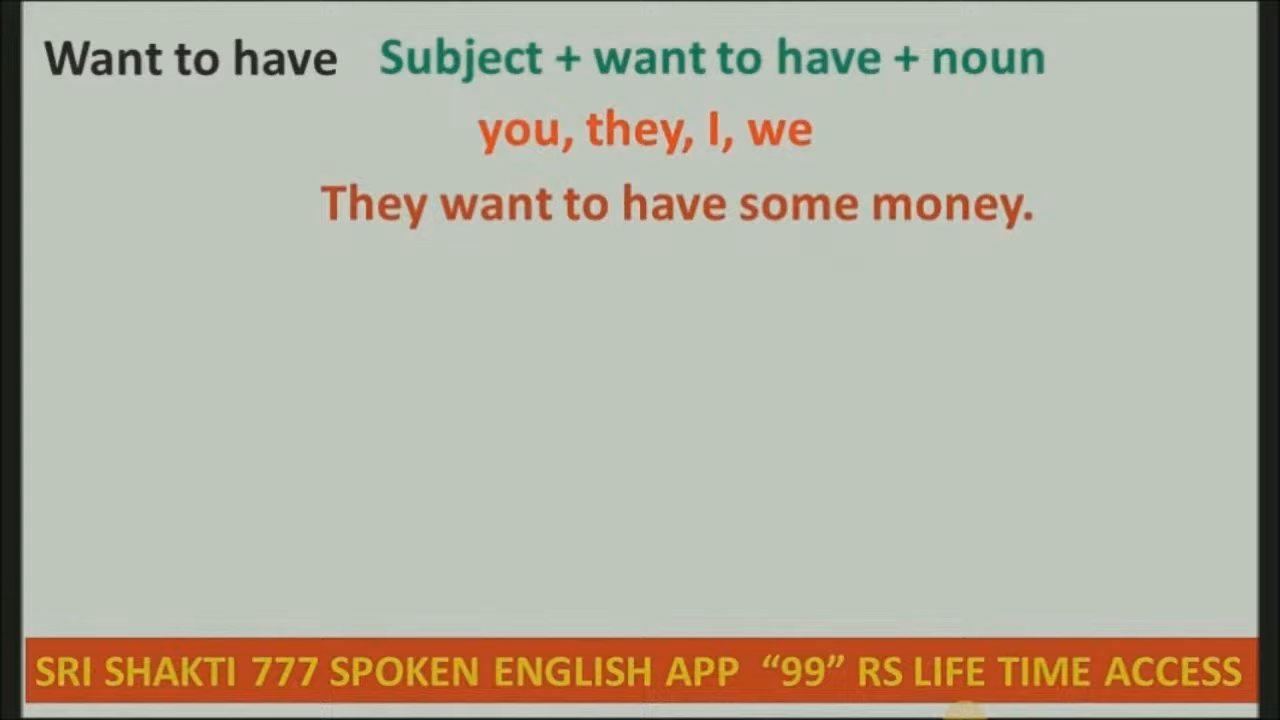 Want to have Subject + want to have + noun
you, they, I, we
They want to have some money.
SRI SHAKTI 777 SPOKEN ENGLISH APP “99” RS LIFE TIME ACCESS